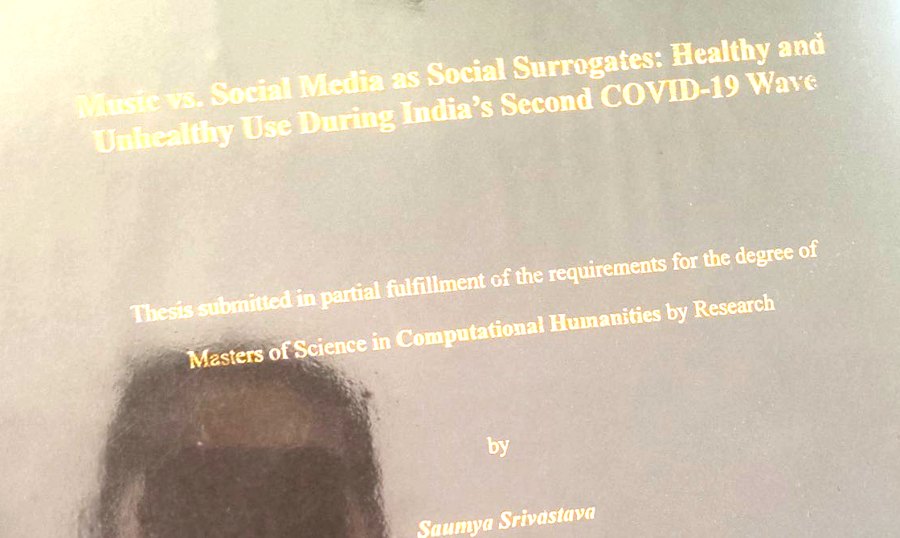 Music vs. Social Media as Social Surrogates: Healthy and
Unhealthy Use During India's Second COVID-19 Wave
Thesis submitted in partial fulfillment of the requirements for the degree of
Masters of Science in Computational Humanities by Research
by
Saumya Srivastava